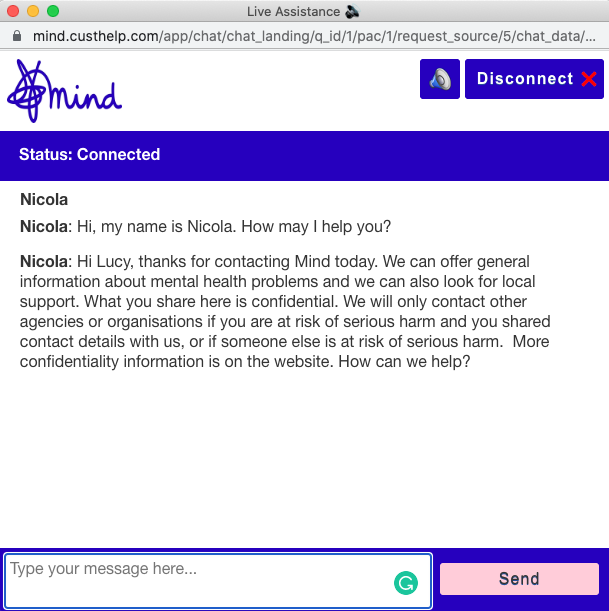 Live Assistance
mind.custhelp.com/app/chat/chat_landing/q_id/1/pac/1/request_source/5/chat_data/...
mind
Disconnect
Status: Connected
Nicola
Nicola: Hi, my name is Nicola. How may I help you?
Nicola: Hi Lucy, thanks for contacting Mind today. We can offer general
information about mental health problems and we can also look for local
support. What you share here is confidential. We will only contact other
agencies or organisations if you are at risk of serious harm and you shared
contact details with us, or if someone else is at risk of serious harm.  More
confidentiality information is on the website. How can we help?
Type your message here...
Send